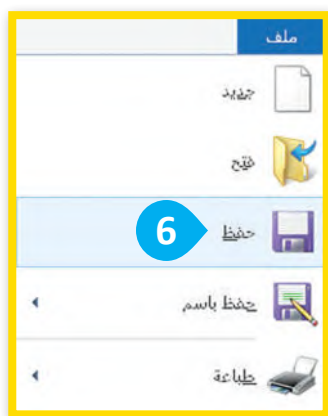 ملف
جديد
فتح
حفظ 6
حفظ باسم
طباعة